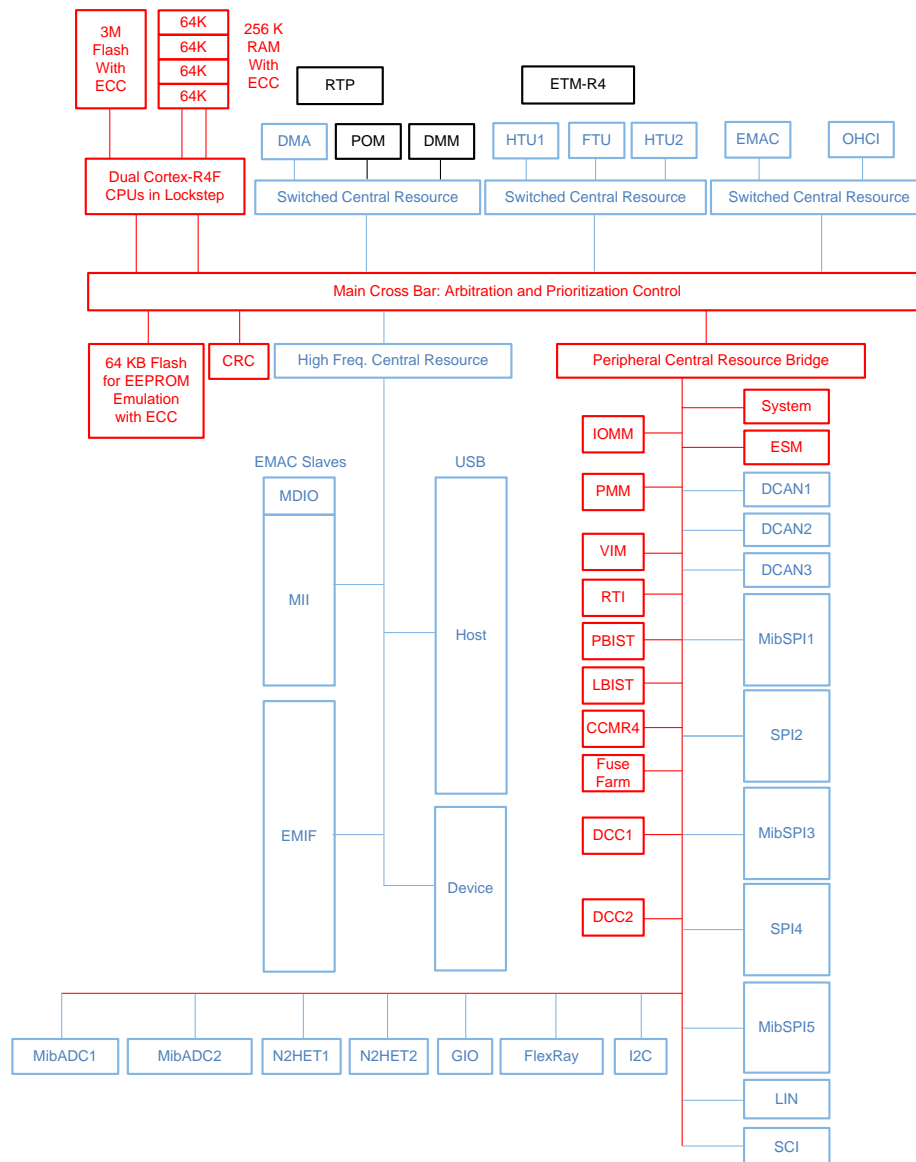 3M
Flash
With
ECC
64K
64K
64K
64K
256 K
RAM
With
ECC
RTP
ETM-R4
DMA
POM
DMM
HTU1
FTU
HTU2
EMAC
OHCI
Dual Cortex-R4F
CPUs in Lockstep
Switched Central Resource
Switched Central Resource
Switched Central Resource
Main Cross Bar: Arbitration and Prioritization Control
64 KB Flash
for EEPROM
Emulation
with ECC
CRC
High Freq. Central Resource
Peripheral Central Resource Bridge
EMAC Slaves
MDIO
MII
EMIF
USB
Host
Device
IOMM
PMM
VIM
RTI
PBIST
LBIST
CCMR4
Fuse
Farm
DCC1
DCC2
System
ESM
DCAN1
DCAN2
DCAN3
MibSPI1
SPI2
MibSPI3
SPI4
MibSPI5
LIN
SCI
MibADC1
MibADC2
N2HET1
N2HET2
GIO
FlexRay
I2C